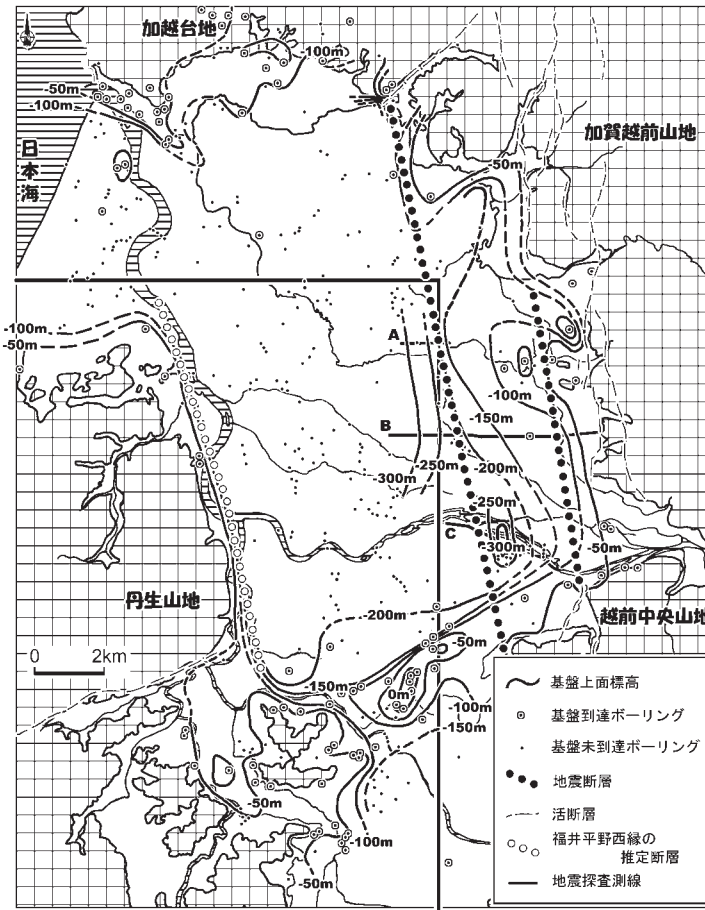 加越台地
-100m
-50m
-100m
日本海
加賀越前山地
-50m
-100m
-50m
A
-100m
-150m
B
-250m
-200m
-300m
-250m
C
-300m
-50m
丹生山地
越前中央山地
-200m
-50m
0 2km
-150m
0m
-100m
-150m
-50m
-100m
-50m
基盤上面標高
基盤到達ボーリング
基盤未到達ボーリング
地震断層
活断層
福井平野西縁の
推定断層
地震探査測線